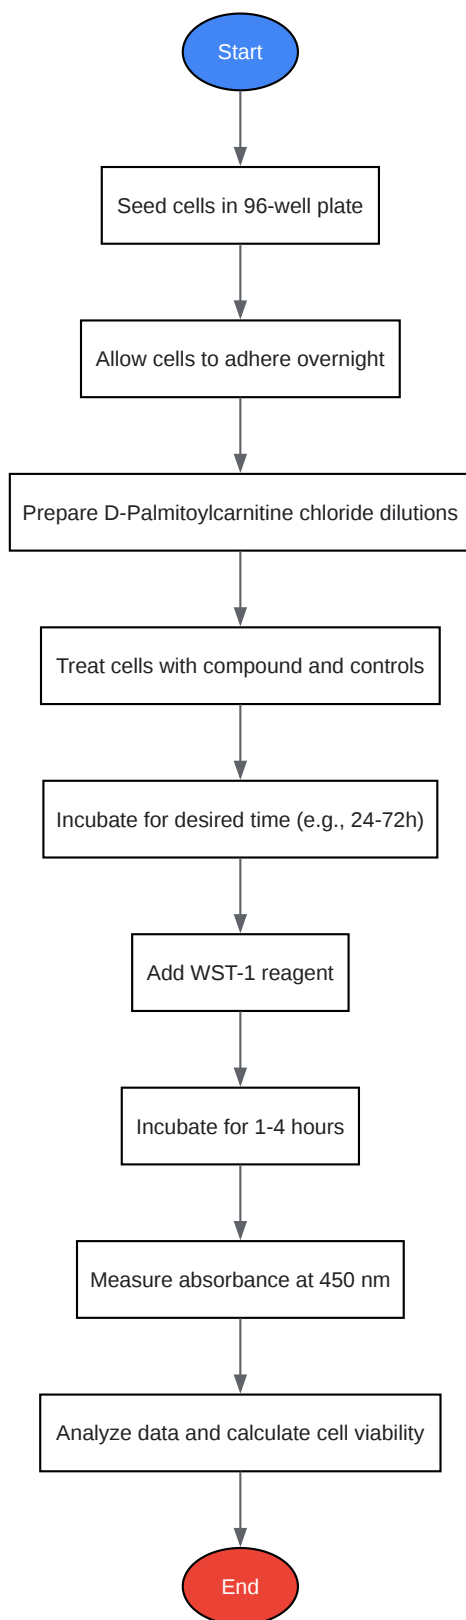 Start
Seed cells in 96-well plate
Allow cells to adhere overnight
Prepare D-Palmitoylcarnitine chloride dilutions
Treat cells with compound and controls
Incubate for desired time (e.g., 24-72h)
Add WST-1 reagent
Incubate for 1-4 hours
Measure absorbance at 450 nm
Analyze data and calculate cell viability
End